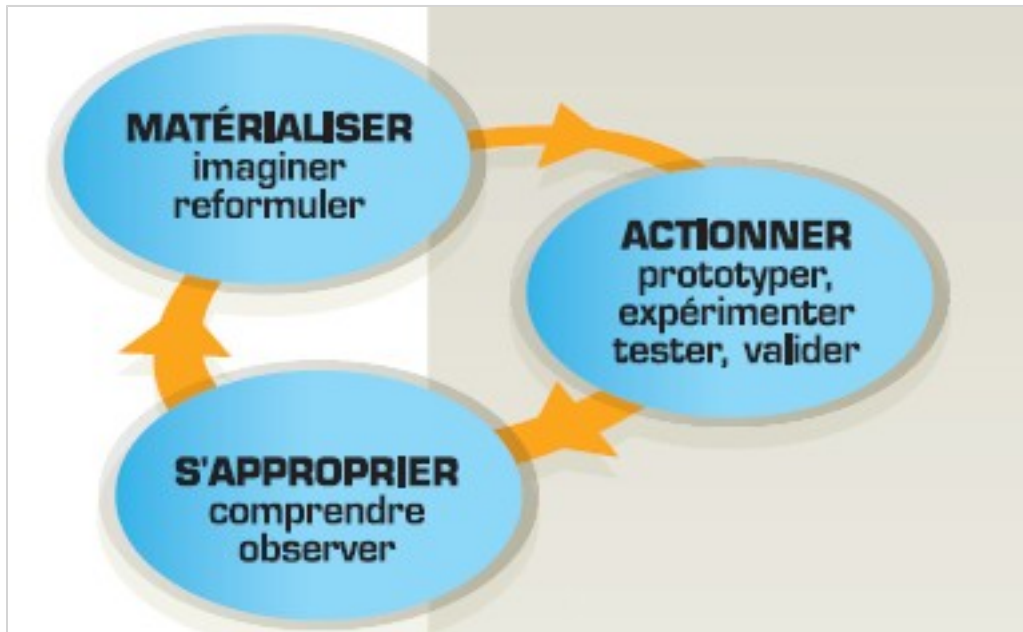 MATÉRIALISER
imaginer
reformuler
ACTIONNER
prototyper,
expérimenter
tester, valider
S'APPROPRIER
comprendre
observer